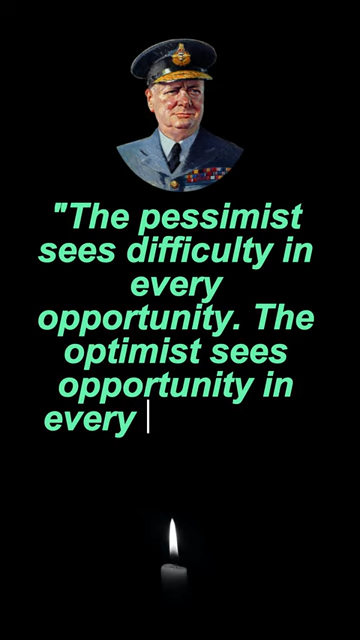 "The pessimist
sees difficulty in
every
opportunity. The
optimist sees
opportunity in
every